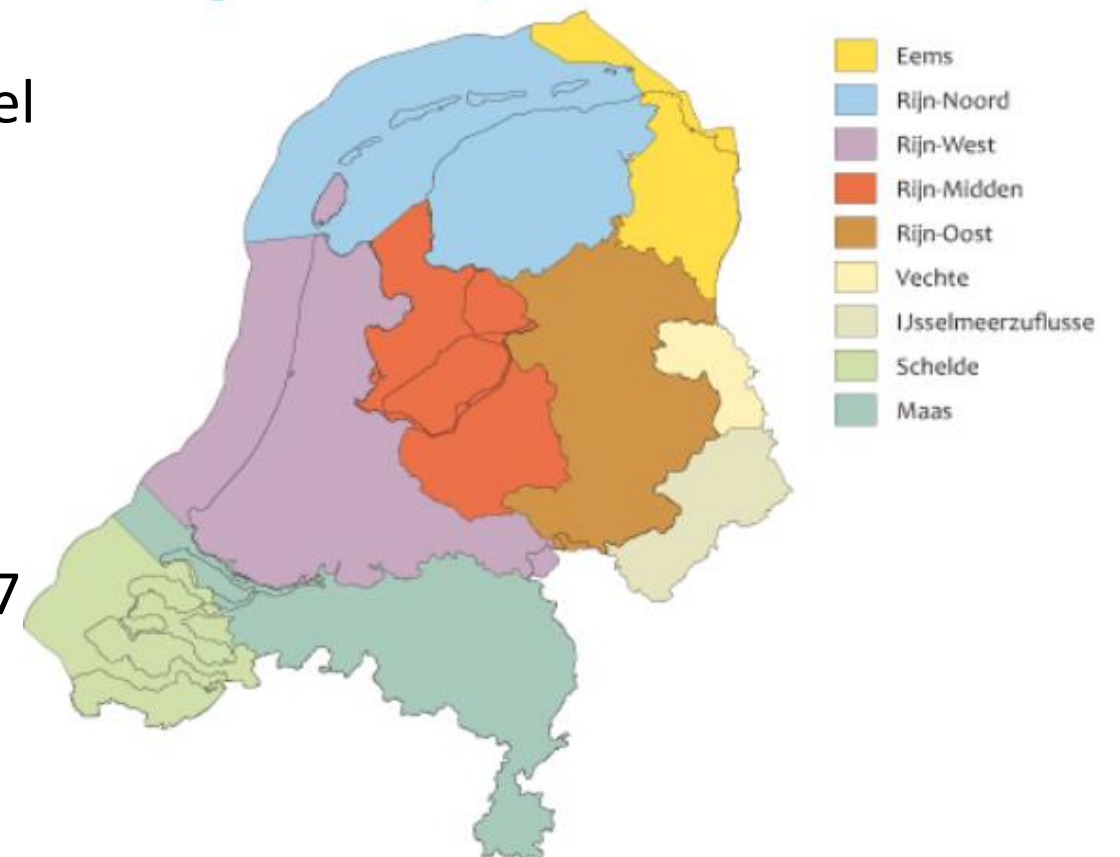 el
7
Eems
Rijn-Noord
Rijn-West
Rijn-Midden
Rijn-Oost
Vechte
IJsselmeerzuflusse
Schelde
Maas